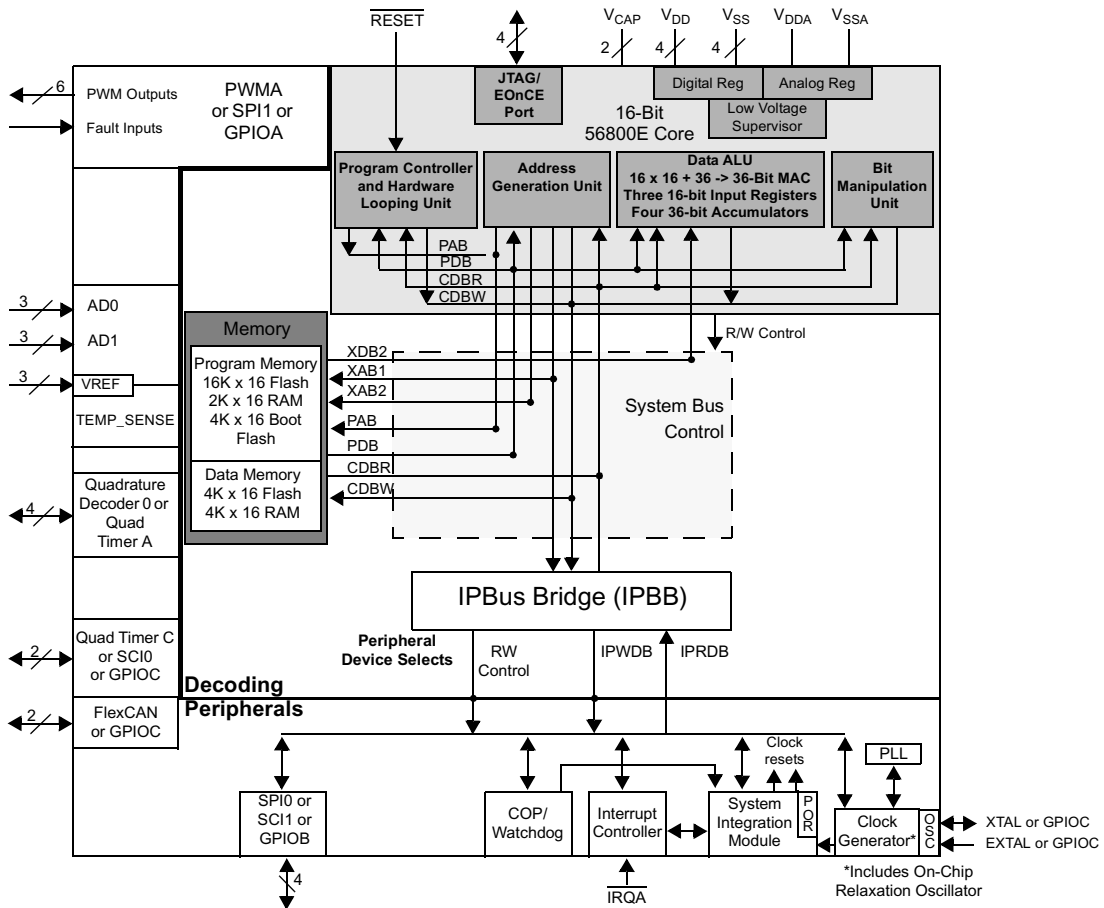 RESET
4
VCAP
VDD
VSS
VDDA
VSSA
2
4
4
6
PWM Outputs
Fault Inputs
PWMA
or SPI1 or
GPIOA
JTAG/
EOnCE
Port
Digital Reg
Analog Reg
Low Voltage
Supervisor
16-Bit
56800E Core
Program Controller
and Hardware
Looping Unit
Address
Generation Unit
Data ALU
16 x 16 + 36 -> 36-Bit MAC
Three 16-bit Input Registers
Four 36-bit Accumulators
Bit
Manipulation
Unit
PAB
PDB
CDBR
CDBW
3
AD0
3
AD1
3
VREF
TEMP_SENSE
4
Quadrature
Decoder 0 or
Quad
Timer A
2
Quad Timer C
or SCI0
or GPIOC
2
FlexCAN
or GPIOC
Memory
Program Memory
16K x 16 Flash
2K x 16 RAM
4K x 16 Boot
Flash
Data Memory
4K x 16 Flash
4K x 16 RAM
XDB2
XAB1
XAB2
PAB
PDB
CDBR
CDBW
R/W Control
System Bus
Control
IPBus Bridge (IPBB)
Peripheral
Device Selects
RW
Control
IPWDB
IPRDB
Decoding
Peripherals
Clock
resets
PLL
SPI0 or
SCI1 or
GPIOB
4
COP/
Watchdog
Interrupt
Controller
IRQA
System
Integration
Module
POR
Clock
Generator*
OSC
XTAL or GPIOC
EXTAL or GPIOC
*Includes On-Chip
Relaxation Oscillator